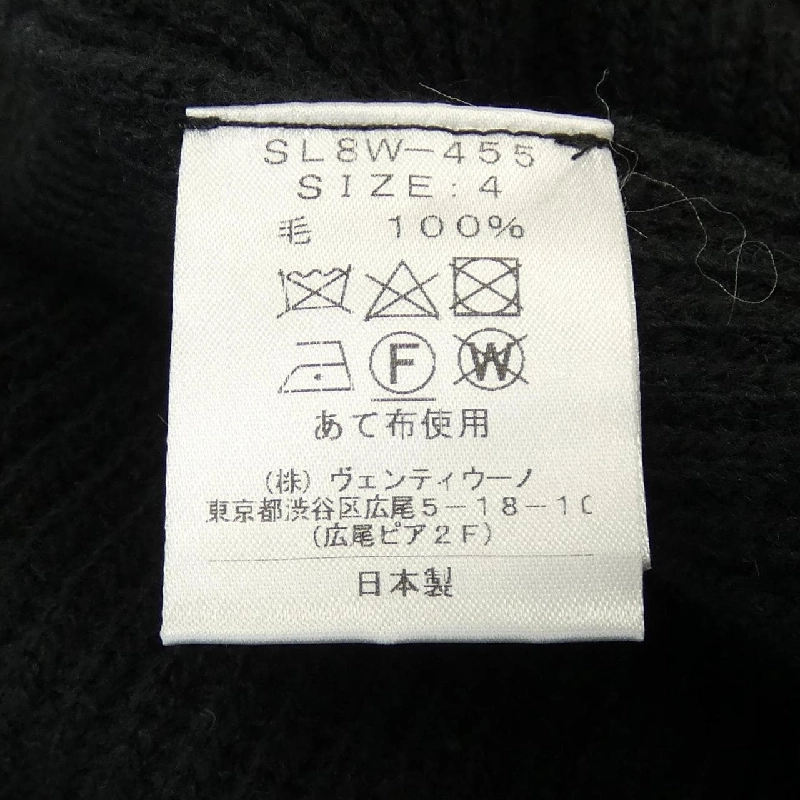 SL8W-455
SIZE:4
毛 100%
F W
あて布使用
(株)ヴェンティウーノ
東京都渋谷区広尾5-18-10
(広尾ピア2F)
日本製